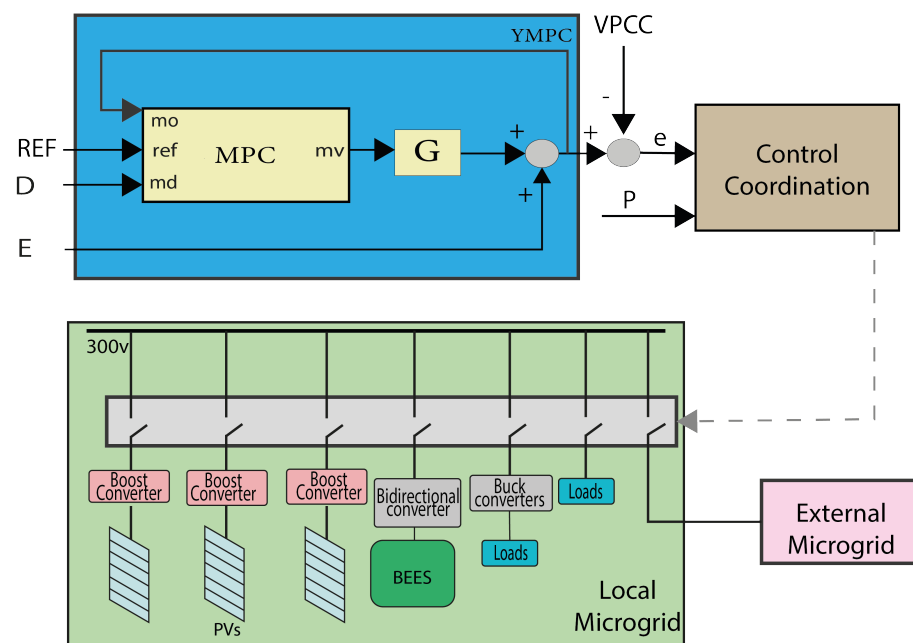 YMPC
VPCC
mo
-
REF
ref
MPC
mv
G
+
+
e
Control
Coordination
D
md
+
P
E
300v
Boost
Converter
Boost
Converter
Boost
Converter
Bidirectional
converter
Buck
converters
Loads
Loads
BEES
PVs
Local
Microgrid
External
Microgrid